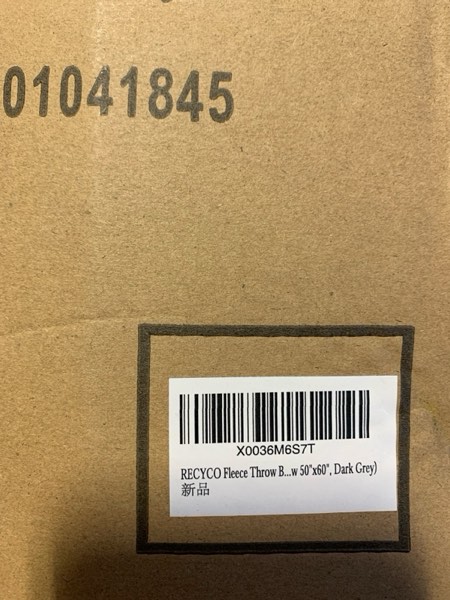 01041845
X0036M6S7T
RECYCO Fleece Throw B...w 50"x60", Dark Grey)
新品